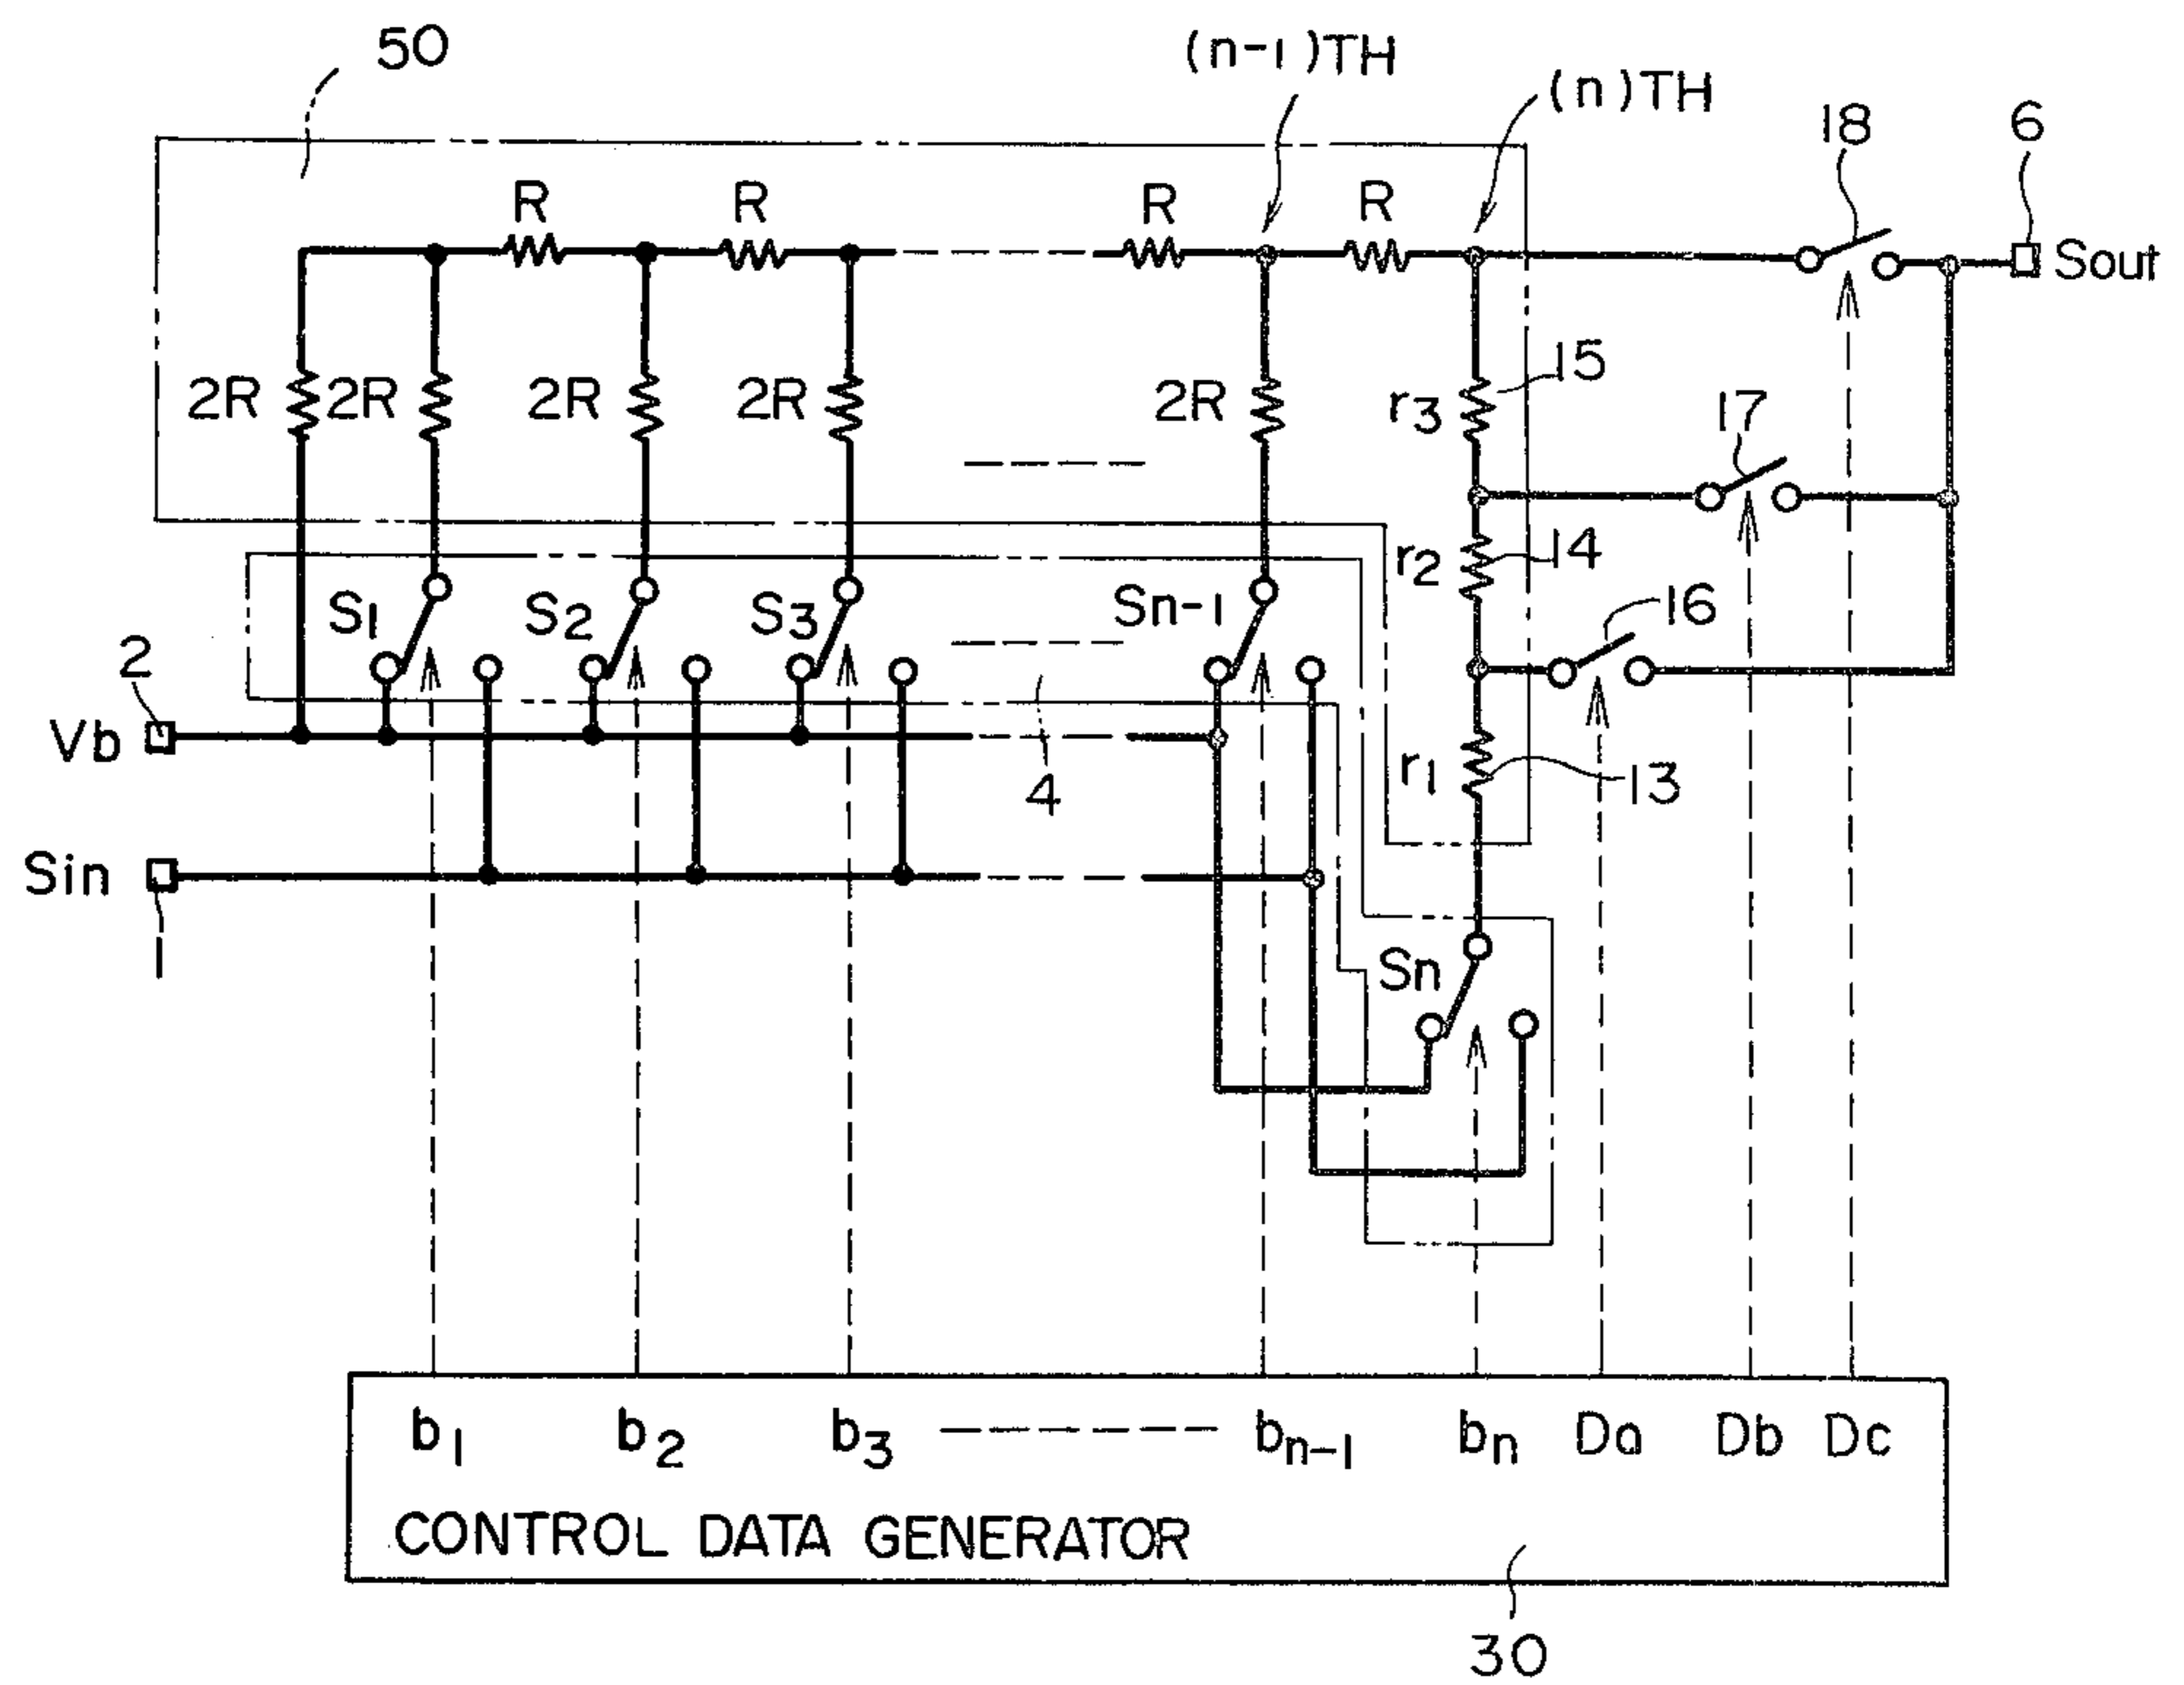 50
(n-1)TH
(n)TH
18
6
R
R
R
R
Sout
2R
2R
2R
2R
2R
r3
15
17
r2
14
S1
S2
S3
Sn-1
16
2
Vb
4
r1
13
Sin
1
Sn
b1
b2
b3
bn-1
bn
Da
Db
Dc
CONTROL DATA GENERATOR
30